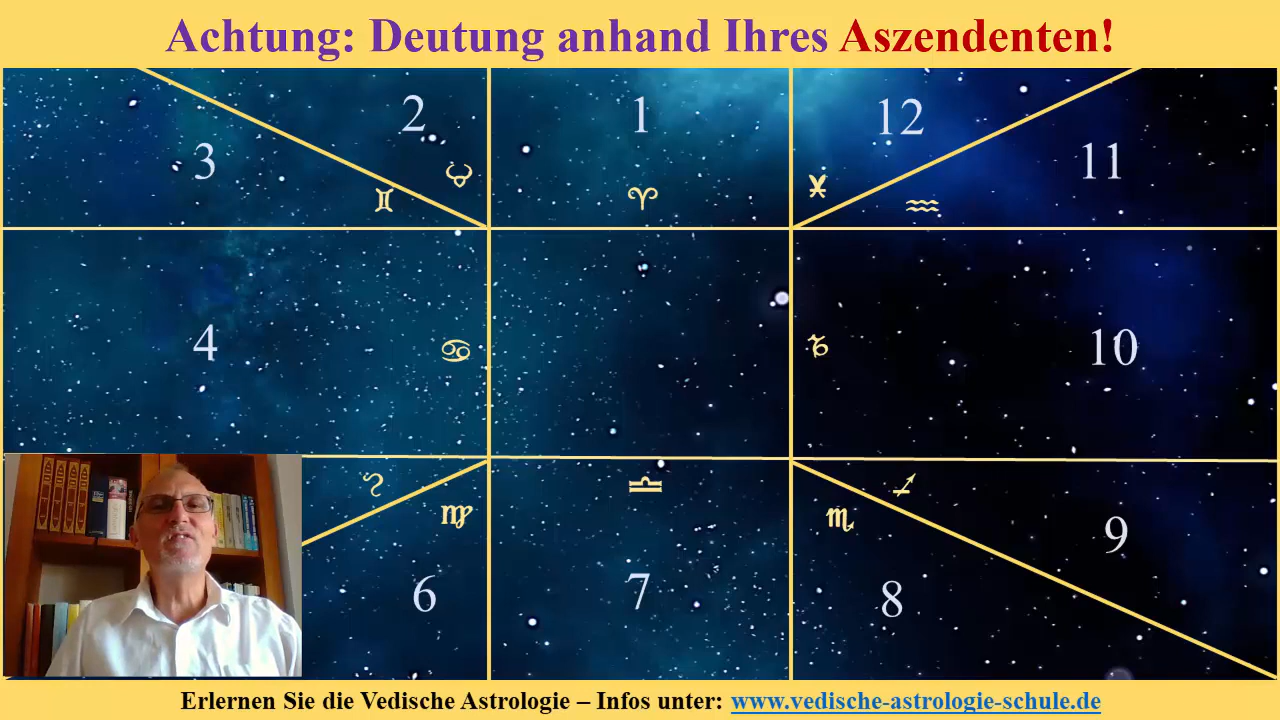 Achtung: Deutung anhand Ihres Aszendenten!
2 1 12
3 11
♉
♊ ♈ ♓ ♒
4 ♋ ♑ 10
♌ ♎ ♐
♍ ♏ 9
6 7 8
Erlernen Sie die Vedische Astrologie – Infos unter: www.vedische-astrologie-schule.de